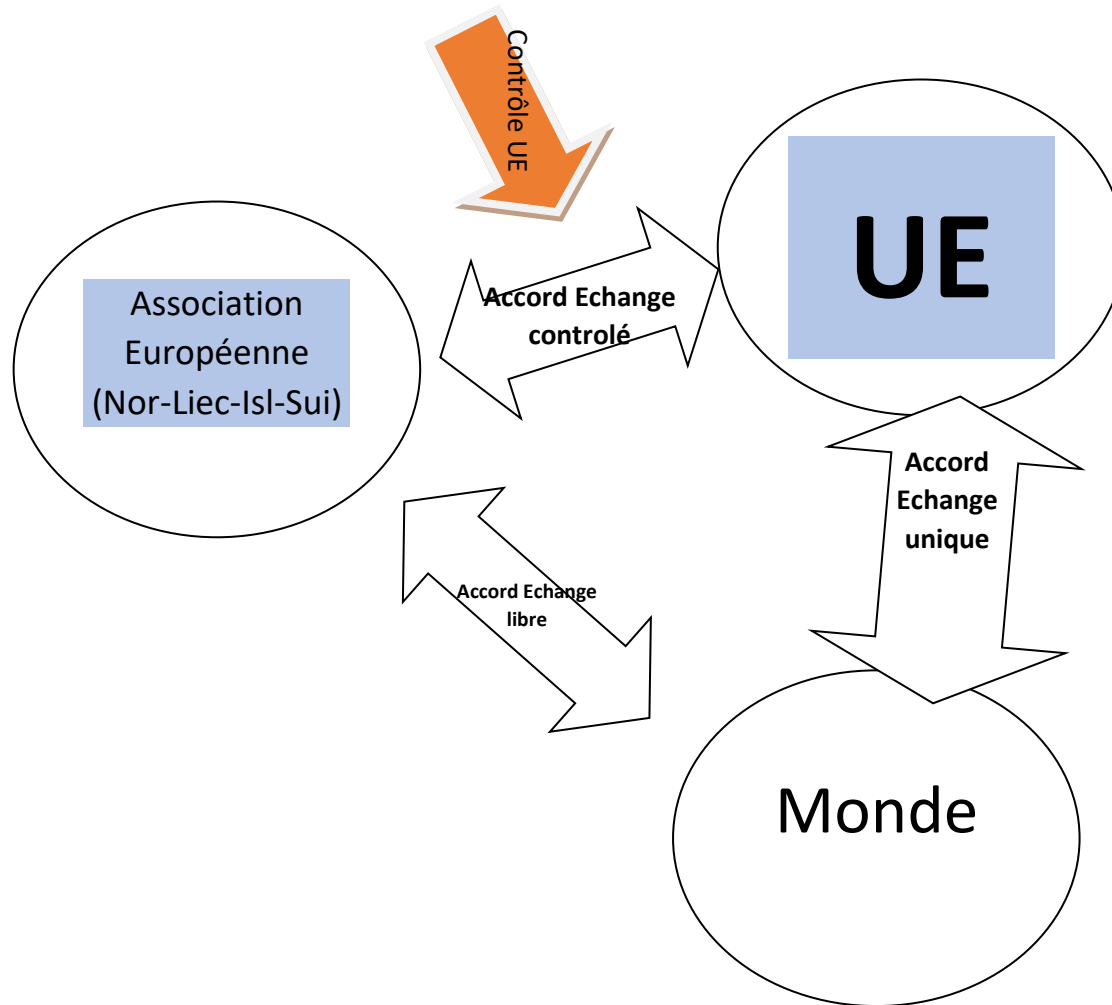 Contrôle UE
UE
Association
Européenne
(Nor-Liec-Isl-Sui)
Accord Echange
controlé
Accord
Echange
unique
Accord Echange
libre
Monde